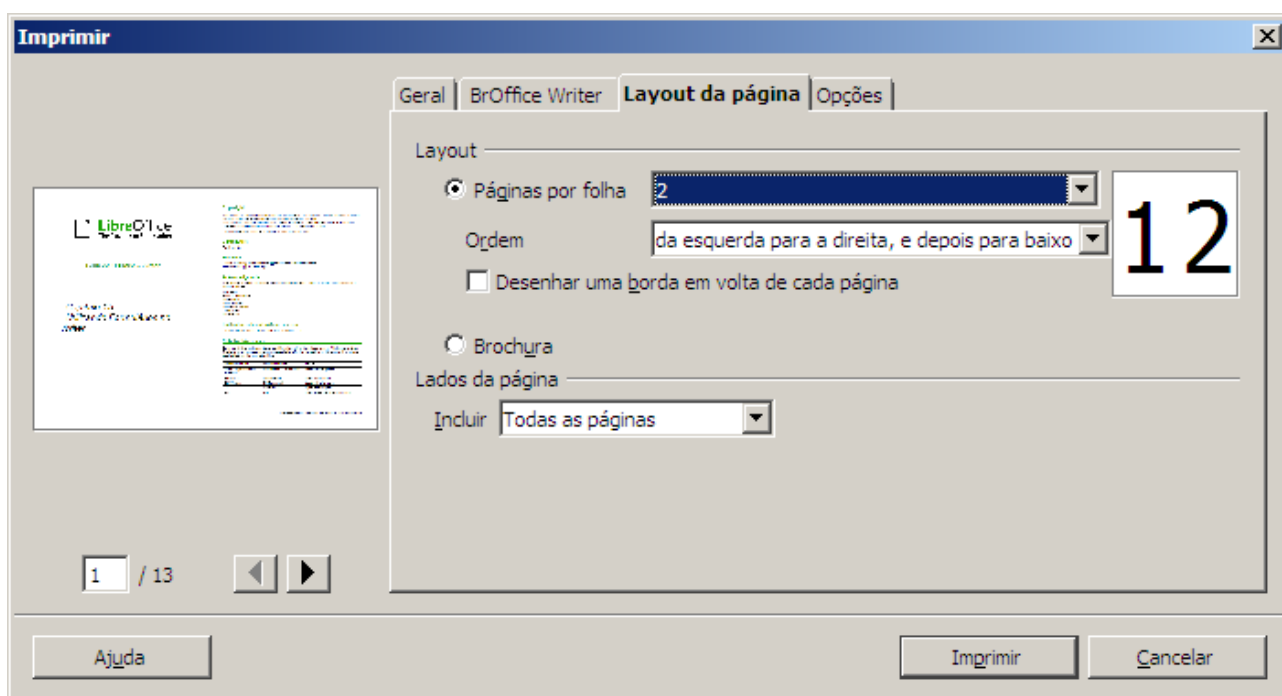 Imprimir
Geral BrOffice Writer Layout da página Opções
Layout
Páginas por folha 2
12
Ordem da esquerda para a direita, e depois para baixo
Desenhar uma borda em volta de cada página
LibreOffice
Brochura
Lados da página
Incluir Todas as páginas
1 / 13
Ajuda Imprimir Cancelar